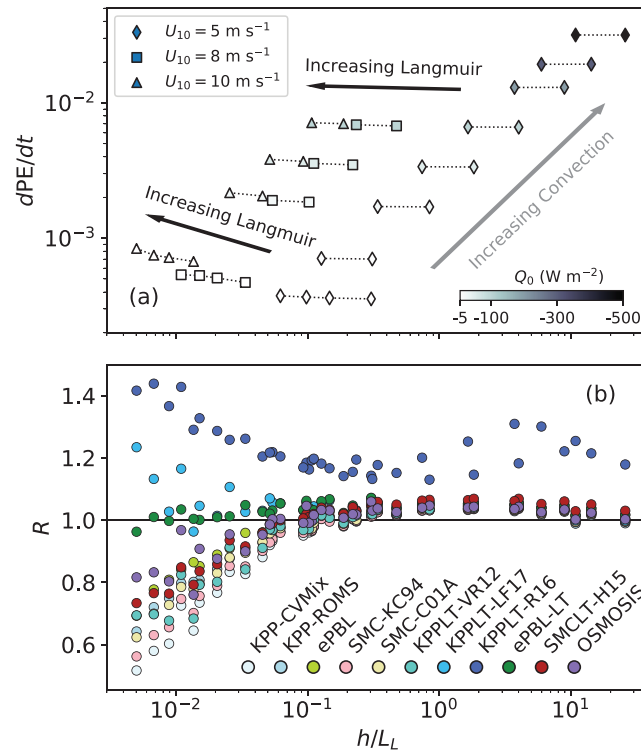 U₁₀ = 5 m s⁻¹
U₁₀ = 8 m s⁻¹
U₁₀ = 10 m s⁻¹
Increasing Langmuir
Increasing Langmuir
Increasing Convection
10⁻²
10⁻³
dPE/dt
(a)
Q₀ (W m⁻²)
-5 -100 -300 -500
(b)
1.4
1.2
1.0
0.8
0.6
R
KPP-CVMix
KPP-ROMS
ePBL
SMC-KC94
SMC-C01A
KPPLT-VR12
KPPLT-LF17
KPPLT-R16
ePBL-LT
SMCLT-H15
OSMOSIS
10⁻² 10⁻¹ 10⁰ 10¹
h/L_L